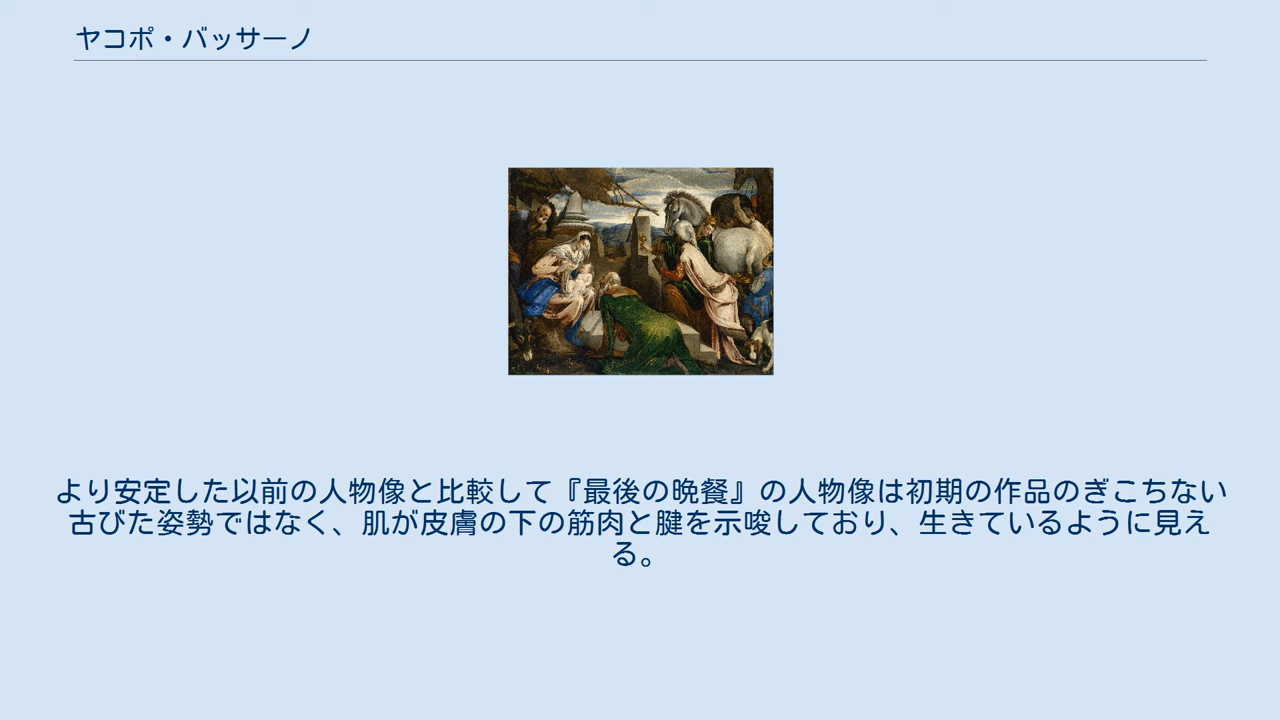 ヤコポ・バッサーノ
より安定した以前の人物像と比較して『最後の晩餐』の人物像は初期の作品のぎこちない
古びた姿勢ではなく、肌が皮膚の下の筋肉と腱を示唆しており、生きているように見え
る。